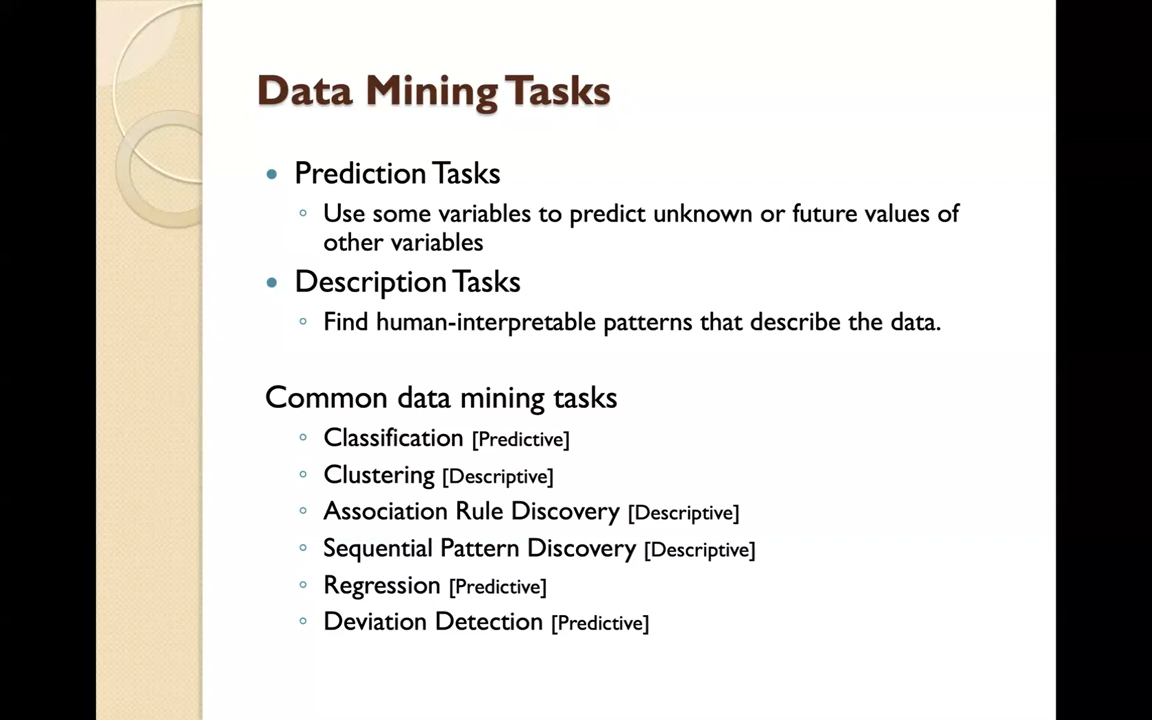 Data Mining Tasks
Prediction Tasks
Use some variables to predict unknown or future values of
other variables
Description Tasks
Find human-interpretable patterns that describe the data.
Common data mining tasks
Classification [Predictive]
Clustering [Descriptive]
Association Rule Discovery [Descriptive]
Sequential Pattern Discovery [Descriptive]
Regression [Predictive]
Deviation Detection [Predictive]